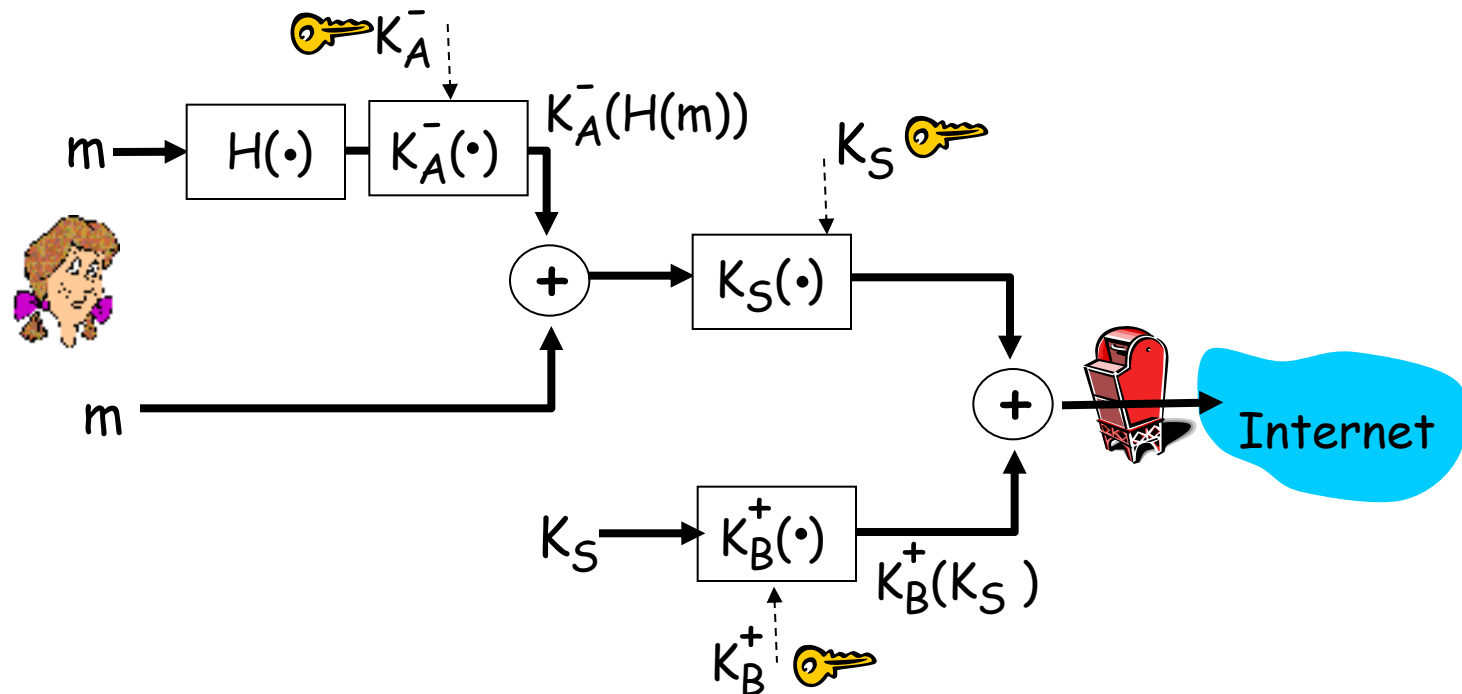 K_A^-
m
H(•)
K_A^-(•)
K_A^-(H(m))
K_S
+
K_S(•)
m
+
Internet
K_S
K_B^+(•)
K_B^+(K_S )
K_B^+